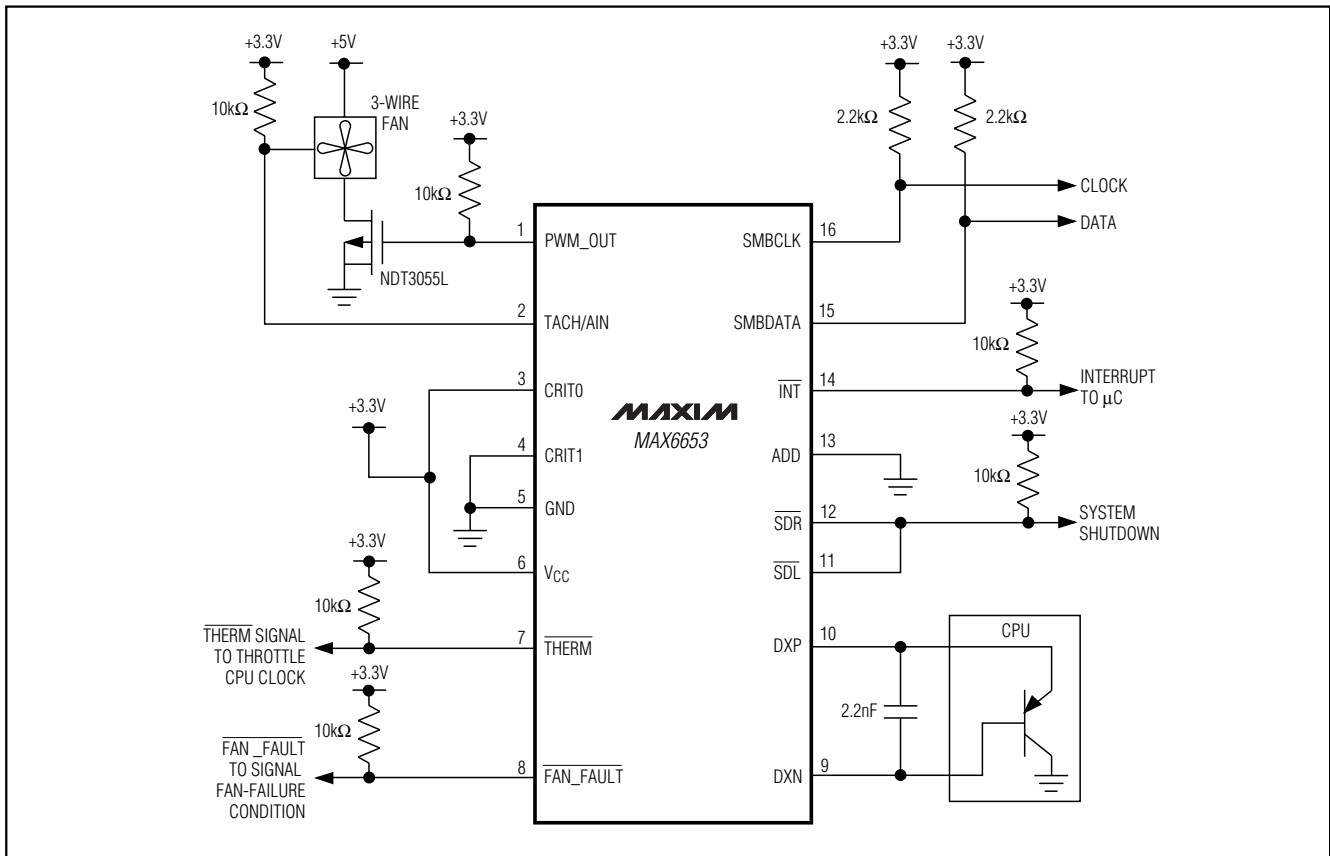 +3.3V
+5V
10kΩ
3-WIRE
FAN
+3.3V
10kΩ
NDT3055L
+3.3V
+3.3V
2.2kΩ
2.2kΩ
CLOCK
DATA
1
PWM_OUT
2
TACH/AIN
3
CRIT0
+3.3V
4
CRIT1
5
GND
6
VCC
+3.3V
10kΩ
7
THERM
THERM SIGNAL
TO THROTTLE
CPU CLOCK
+3.3V
10kΩ
8
FAN_FAULT
FAN _FAULT
TO SIGNAL
FAN-FAILURE
CONDITION
MAXIM
MAX6653
SMBCLK
16
SMBDATA
15
+3.3V
10kΩ
INT
14
INTERRUPT
TO µC
ADD
13
+3.3V
10kΩ
SDR
12
SYSTEM
SHUTDOWN
SDL
11
DXP
10
CPU
2.2nF
DXN
9